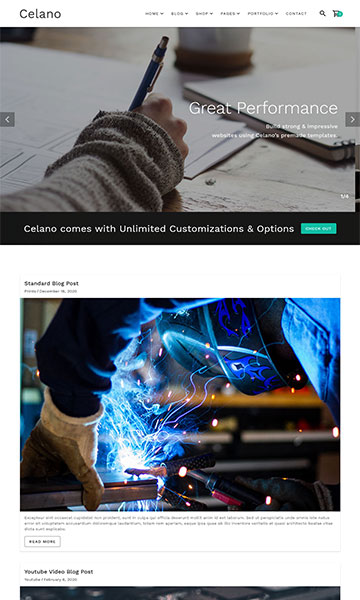 Celano
HOME BLOG SHOP PAGES PORTFOLIO CONTACT
Great Performance
Build strong & impressive
websites using Celano's premade templates.
1/6
Celano comes with Unlimited Customizations & Options
CHECK OUT
Standard Blog Post
Prints / December 18, 2020
Excepteur sint occaecat cupidatat non proident, sunt in culpa qui officia deserunt mollit anim id est laborum. Sed ut perspiciatis unde omnis iste natus
error sit voluptatem accusantium doloremque laudantium, totam rem aperiam, eaque ipsa quae ab illo inventore veritatis et quasi architecto beatae vitae
dicta sunt explicabo.
READ MORE
Youtube Video Blog Post
Youtube / February 8, 2020